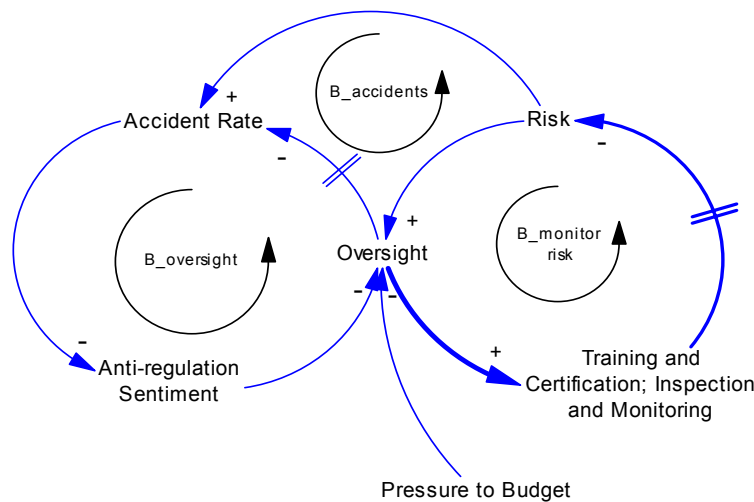 B_accidents
+
Accident Rate
Risk
-
-
+
B_oversight
Oversight
B_monitor
risk
-
-
-
+
Anti-regulation
Sentiment
Training and
Certification; Inspection
and Monitoring
Pressure to Budget